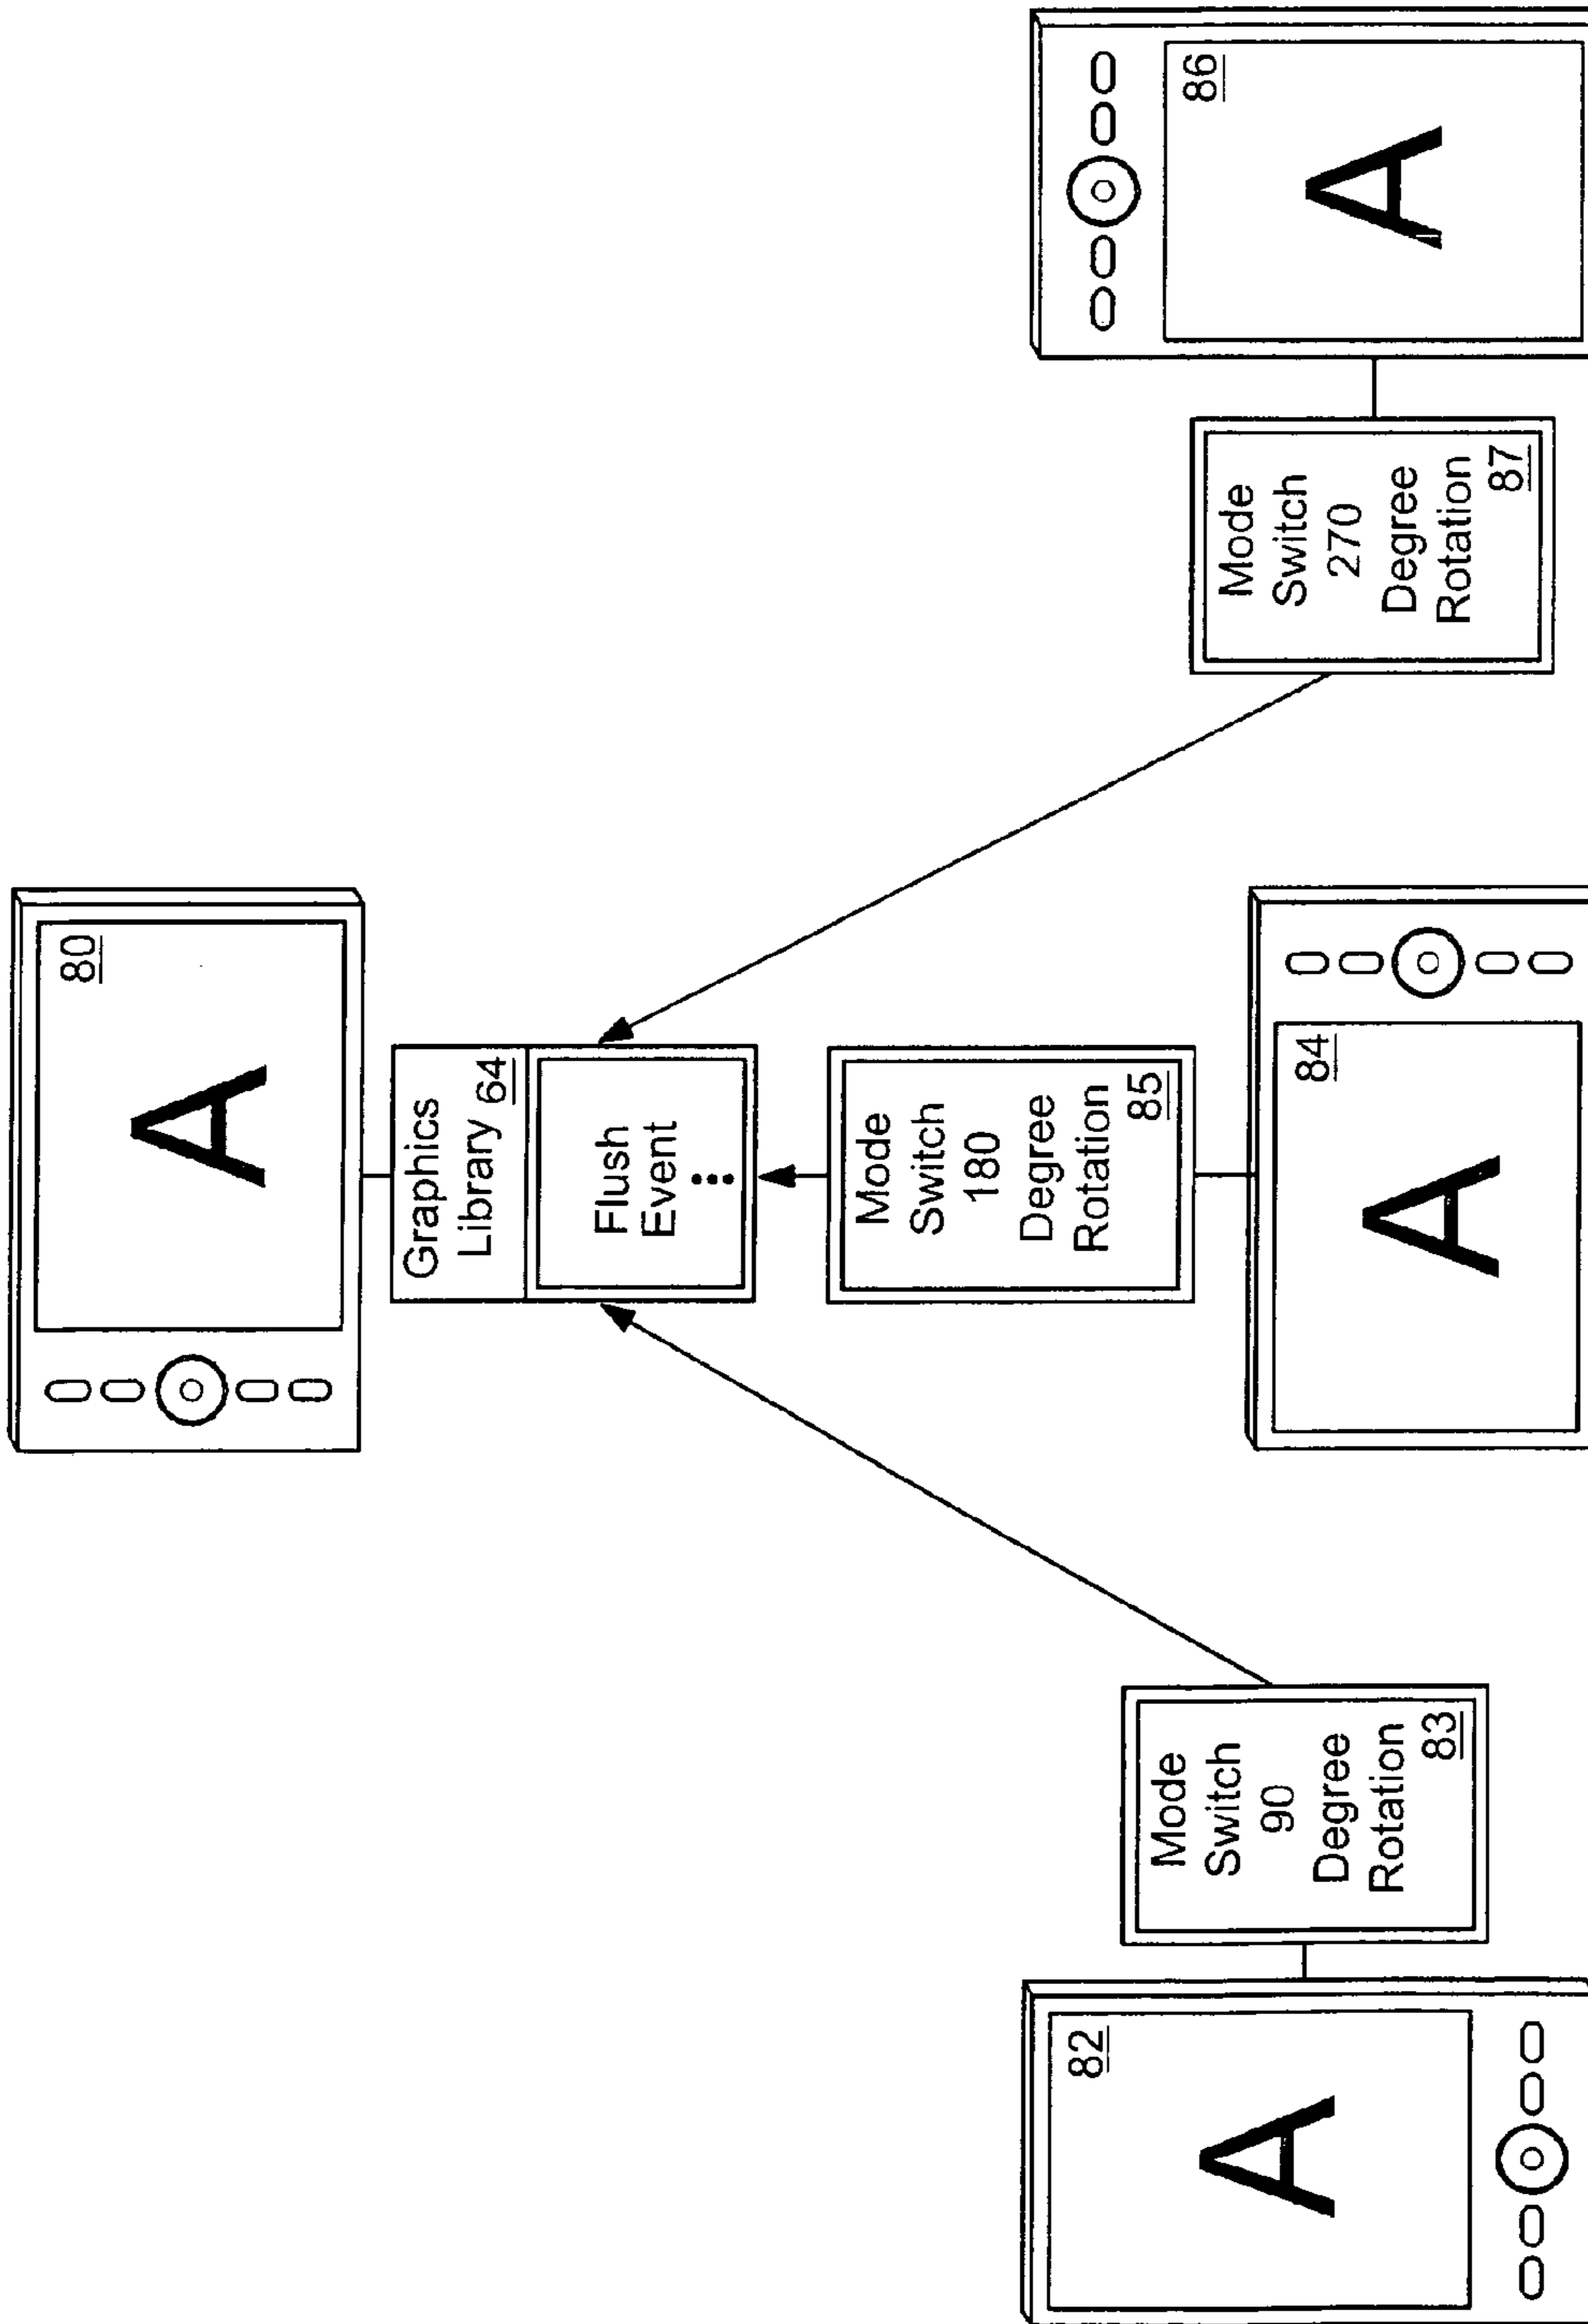 A
80
Graphics
Library 64
Flush
Event
A
82
Mode
Switch
90
Degree
Rotation
83
Mode
Switch
180
Degree
Rotation
85
A
84
Mode
Switch
270
Degree
Rotation
87
A
86